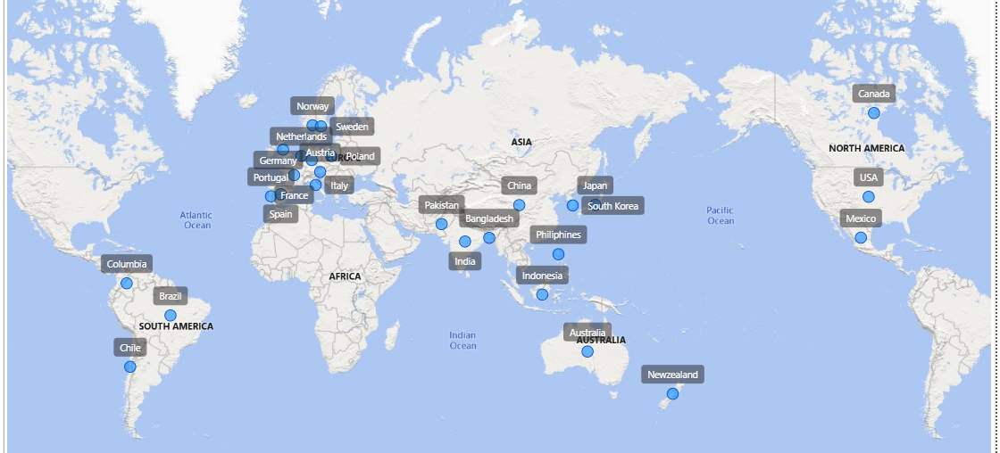 Canada
Norway
Sweden
Netherlands
ASIA
NORTH AMERICA
Austria
Poland
Germany
Portugal
USA
China
Japan
Italy
France
Pakistan
South Korea
Spain
Atlantic
Ocean
Pacific
Ocean
Bangladesh
Mexico
Philiphines
India
Columbia
AFRICA
Indonesia
Brazil
SOUTH AMERICA
Australia
AUSTRALIA
Indian
Ocean
Chile
Newzealand